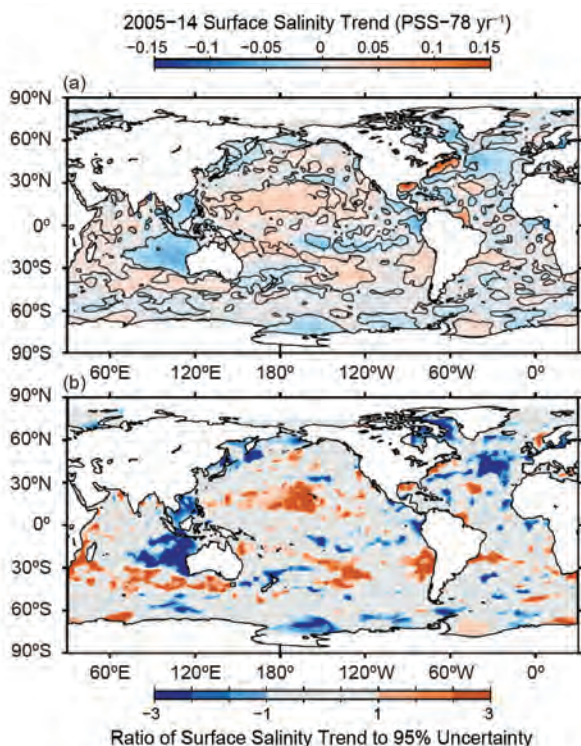 2005−14 Surface Salinity Trend (PSS−78 yr⁻¹)
−0.15 −0.1 −0.05 0 0.05 0.1 0.15
(a)
90ºN
60ºN
30ºN
0º
30ºS
60ºS
90ºS
60ºE 120ºE 180º 120ºW 60ºW 0º
(b)
90ºN
60ºN
30ºN
0º
30ºS
60ºS
90ºS
60ºE 120ºE 180º 120ºW 60ºW 0º
−3 −1 1 3
Ratio of Surface Salinity Trend to 95% Uncertainty